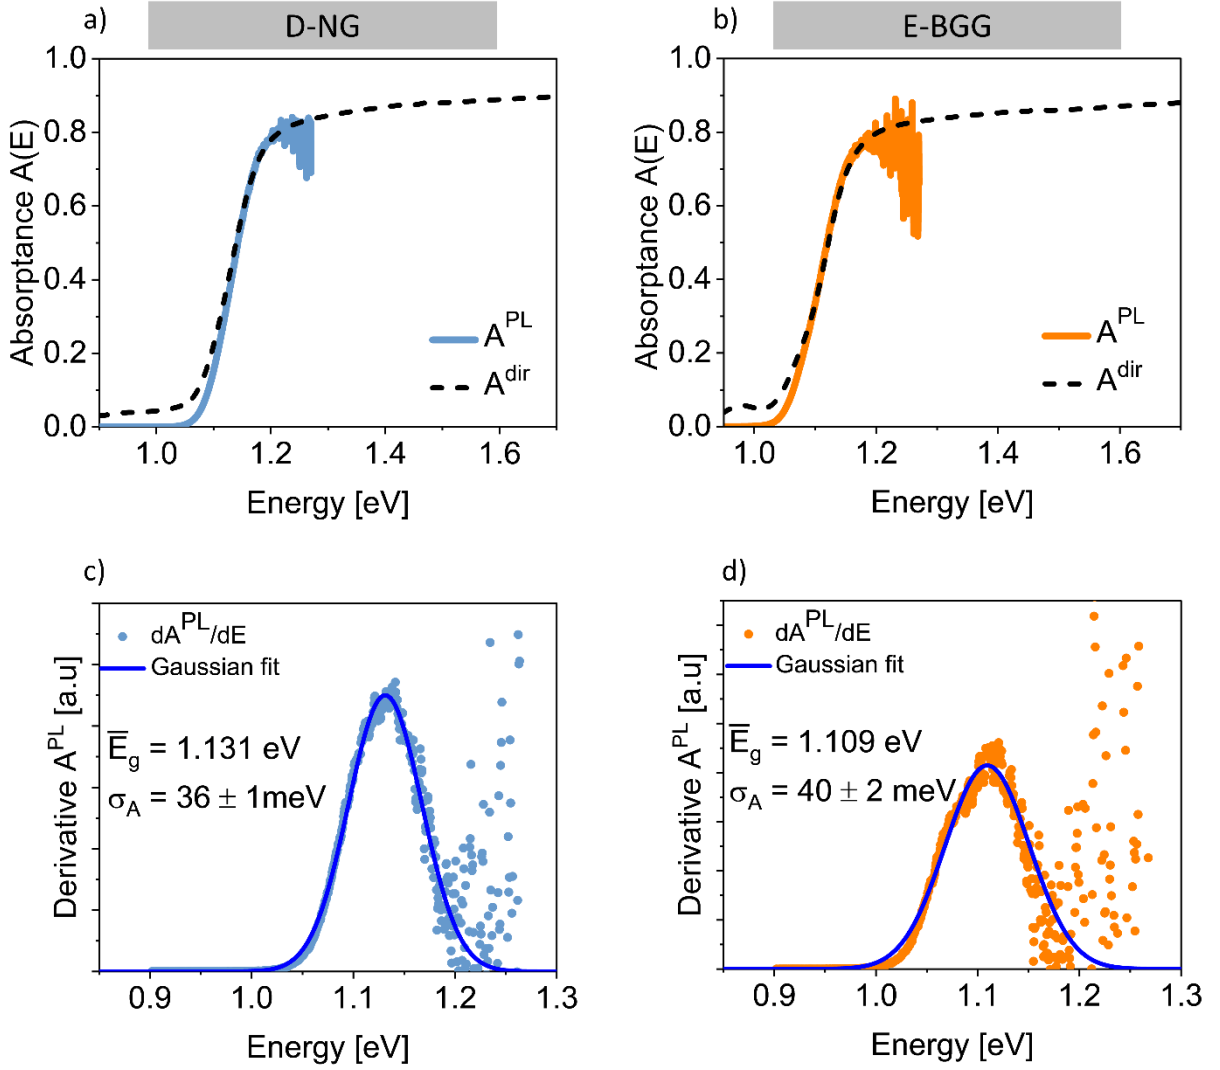 a)
D-NG
1.0
0.8
0.6
0.4
0.2
0.0
Absorptance A(E)
A^PL
A^dir
1.0 1.2 1.4 1.6
Energy [eV]
b)
E-BGG
1.0
0.8
0.6
0.4
0.2
0.0
Absorptance A(E)
A^PL
A^dir
1.0 1.2 1.4 1.6
Energy [eV]
c)
dA^PL/dE
Gaussian fit
E̅_g = 1.131 eV
σ_A = 36 ± 1meV
Derivative A^PL [a.u]
0.9 1.0 1.1 1.2 1.3
Energy [eV]
d)
dA^PL/dE
Gaussian fit
E̅_g = 1.109 eV
σ_A = 40 ± 2 meV
Derivative A^PL [a.u]
0.9 1.0 1.1 1.2 1.3
Energy [eV]